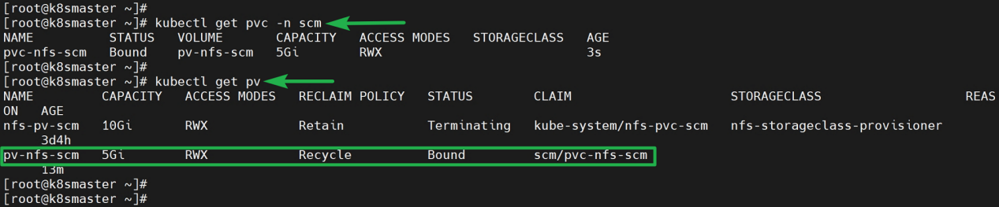 [root@k8smaster ~]#
[root@k8smaster ~]# kubectl get pvc -n scm
NAME STATUS VOLUME CAPACITY ACCESS MODES STORAGECLASS AGE
pvc-nfs-scm Bound pv-nfs-scm 5Gi RWX 3s
[root@k8smaster ~]#
[root@k8smaster ~]# kubectl get pv
NAME CAPACITY ACCESS MODES RECLAIM POLICY STATUS CLAIM STORAGECLASS REAS
ON AGE
nfs-pv-scm 10Gi RWX Retain Terminating kube-system/nfs-pvc-scm nfs-storageclass-provisioner
3d4h
pv-nfs-scm 5Gi RWX Recycle Bound scm/pvc-nfs-scm
13m
[root@k8smaster ~]#
[root@k8smaster ~]#